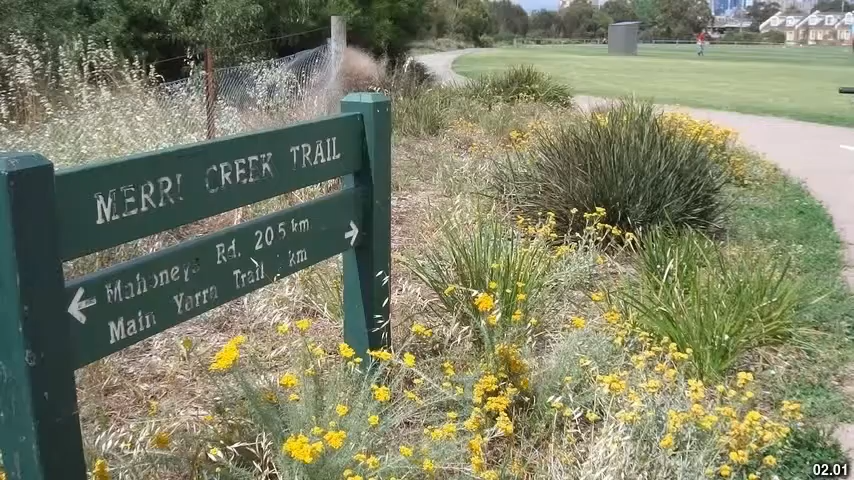 MERRI CREEK TRAIL
Mahoneys Rd. 20.5 km
Main Yarra Trail km
02.01